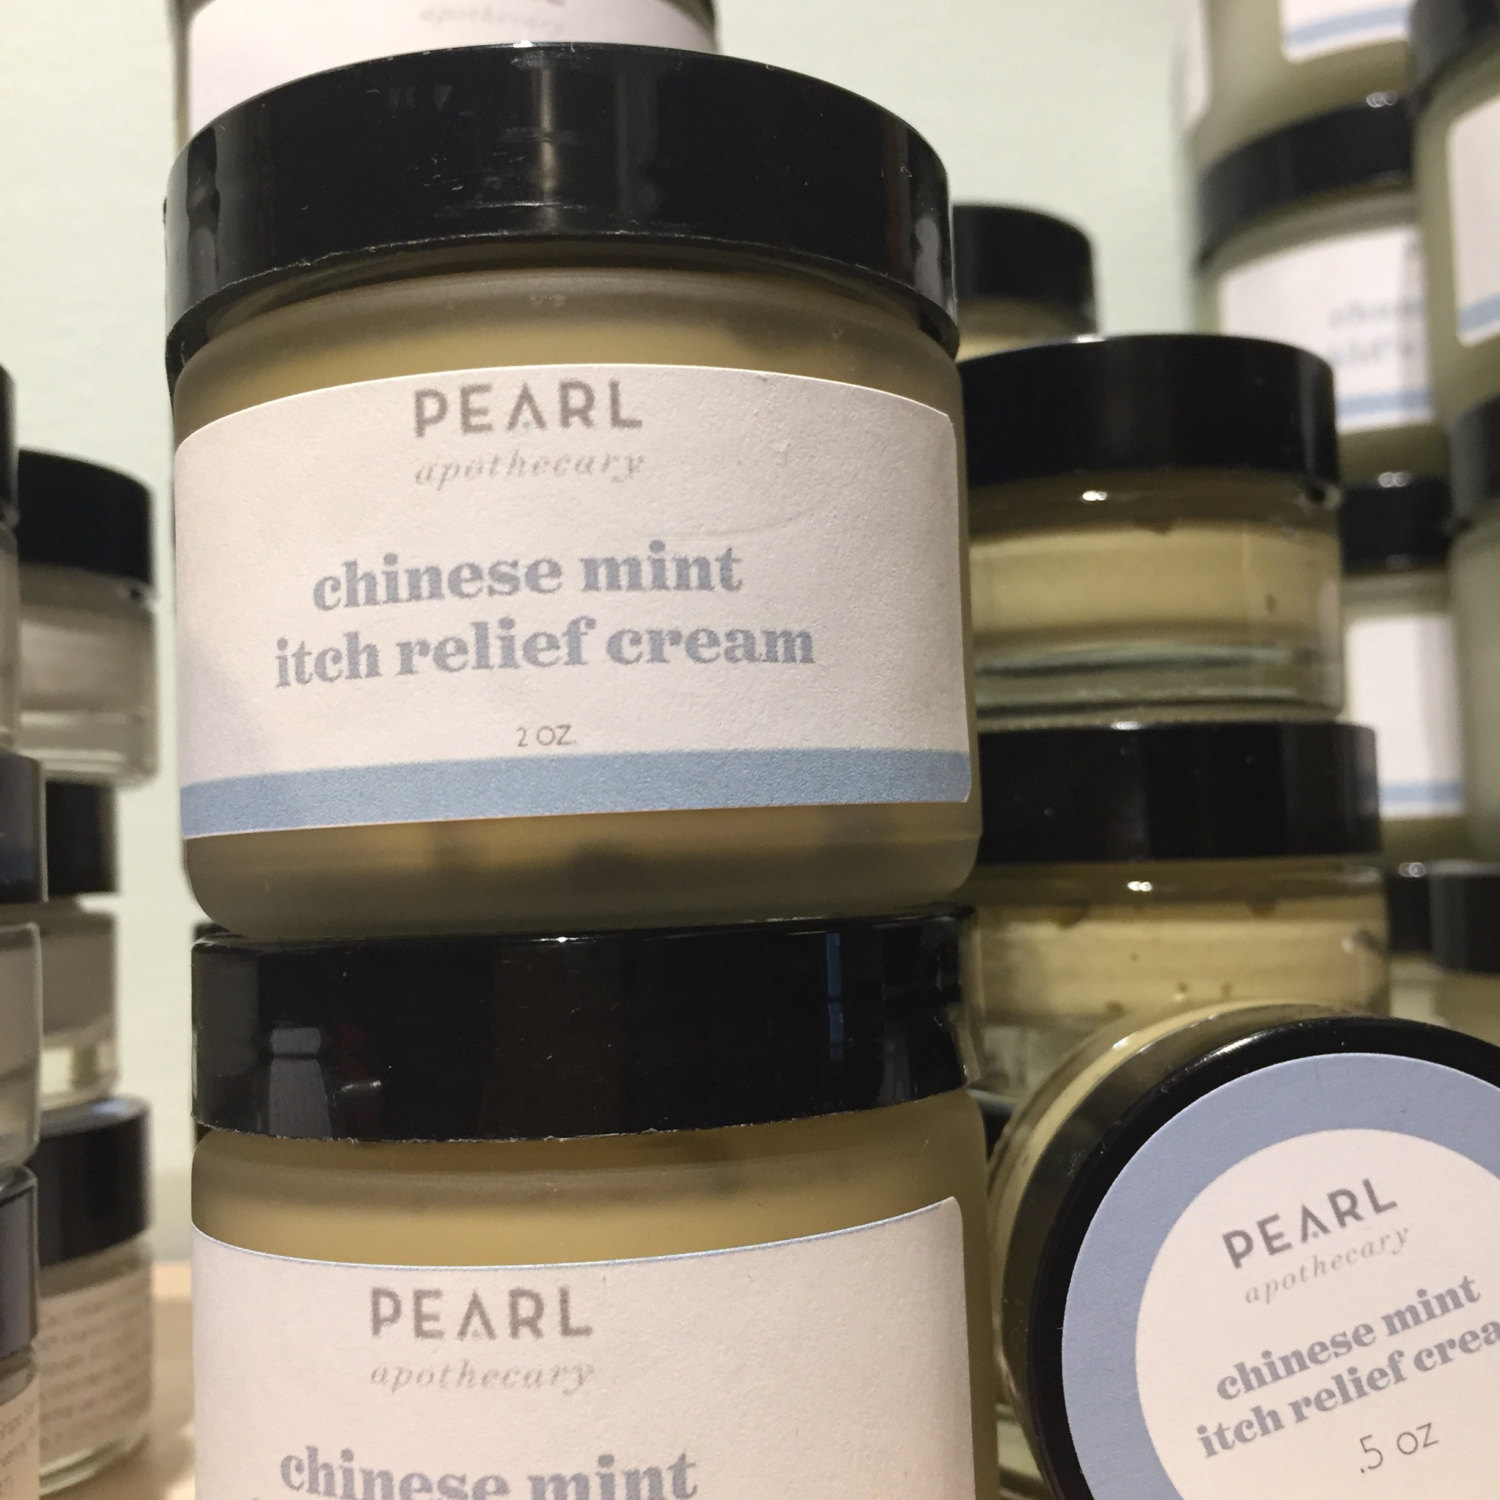 apothecary
PEARL
apothecary
chinese mint
itch relief cream
2 OZ.
PEARL
apothecary
chinese mint
PEARL
apothecary
chinese mint
itch relief crea
.5 oz